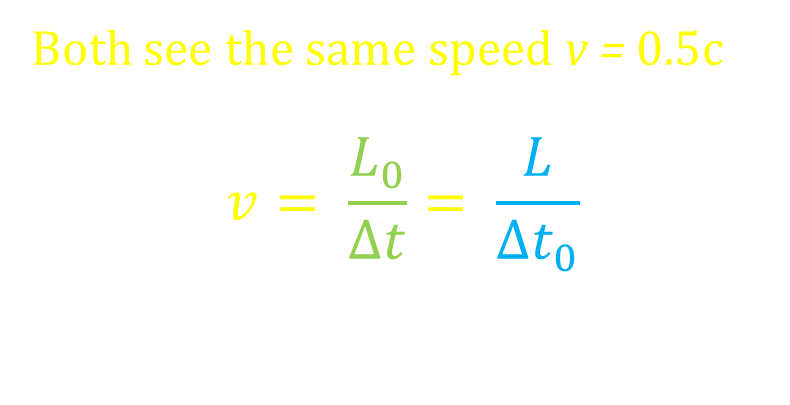 Both see the same speed v = 0.5c
v = L₀/Δt = L/Δt₀